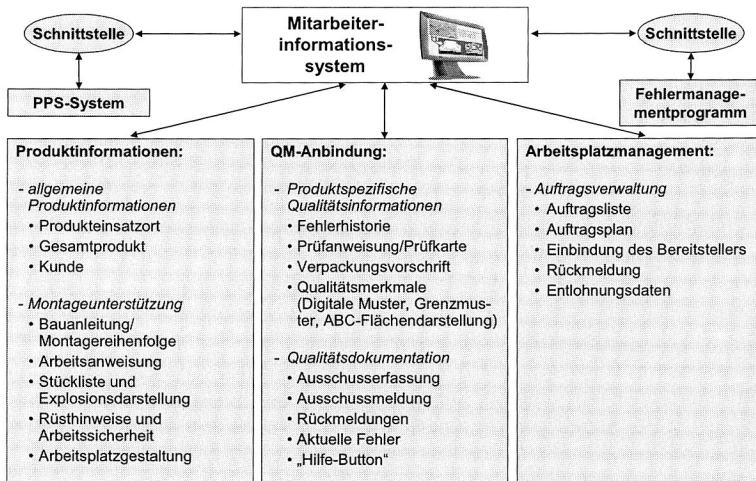 Mitarbeiter-
informations-
system
Schnittstelle
PPS-System
Schnittstelle
Fehlermanage-
mentprogramm
Produktinformationen:
- allgemeine
Produktinformationen
• Produkteinsatzort
• Gesamtprodukt
• Kunde
- Montageunterstützung
• Bauanleitung/
Montagereihenfolge
• Arbeitsanweisung
• Stückliste und
Explosionsdarstellung
• Rüsthinweise und
Arbeitssicherheit
• Arbeitsplatzgestaltung
QM-Anbindung:
- Produktspezifische
Qualitätsinformationen
• Fehlerhistorie
• Prüfanweisung/Prüfkarte
• Verpackungsvorschrift
• Qualitätsmerkmale
(Digitale Muster, Grenzmus-
ter, ABC-Flächendarstellung)
- Qualitätsdokumentation
• Ausschusserfassung
• Ausschussmeldung
• Rückmeldungen
• Aktuelle Fehler
• „Hilfe-Button"
Arbeitsplatzmanagement:
- Auftragsverwaltung
• Auftragsliste
• Auftragsplan
• Einbindung des Bereitstellers
• Rückmeldung
• Entlohnungsdaten